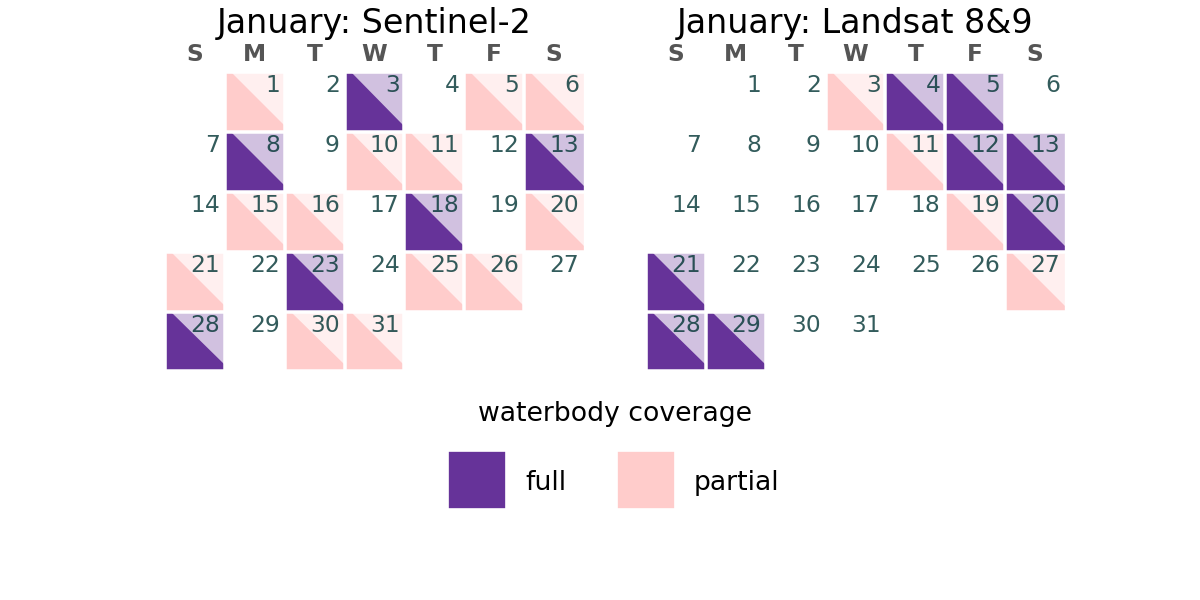 January: Sentinel-2
S M T W T F S
1 2 3 4 5 6
7 8 9 10 11 12 13
14 15 16 17 18 19 20
21 22 23 24 25 26 27
28 29 30 31
January: Landsat 8&9
S M T W T F S
1 2 3 4 5 6
7 8 9 10 11 12 13
14 15 16 17 18 19 20
21 22 23 24 25 26 27
28 29 30 31
waterbody coverage
full partial